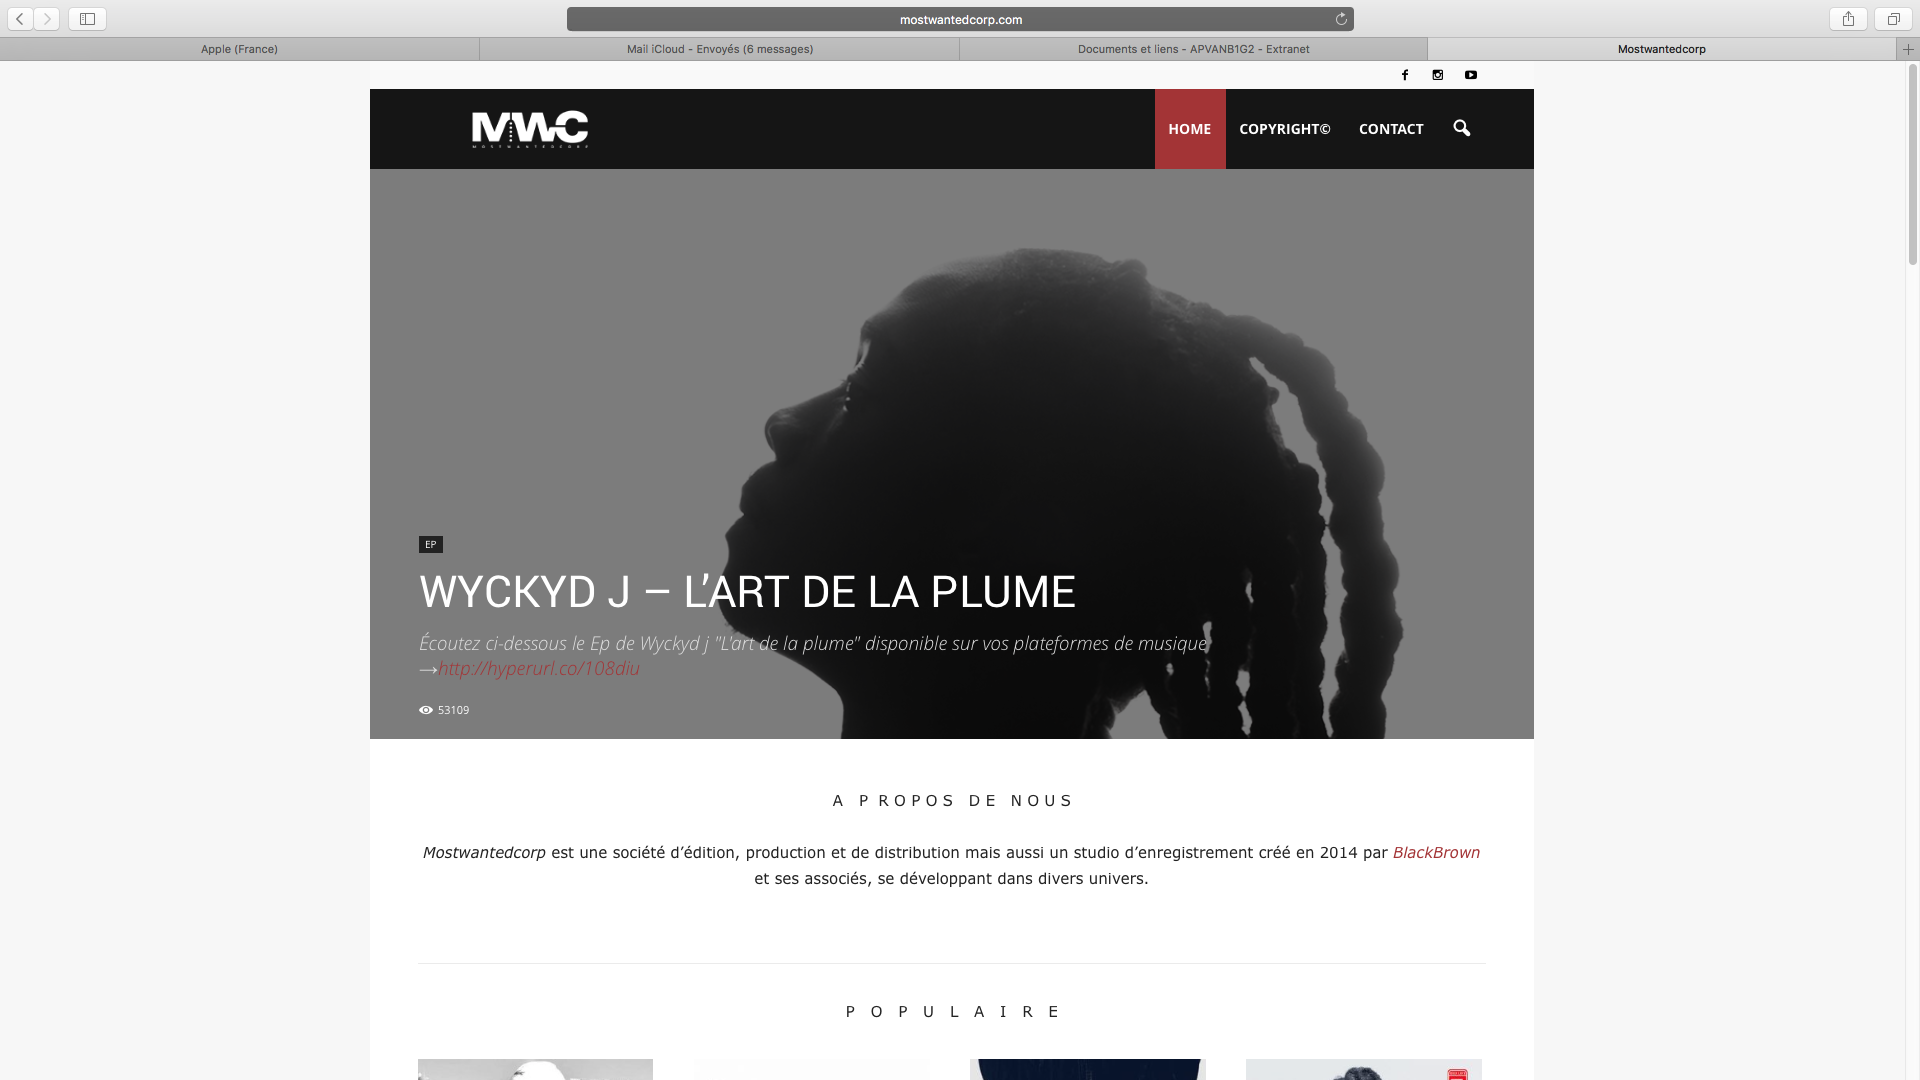 mostwantedcorp.com
Apple (France)
Mail iCloud - Envoyés (6 messages)
Documents et liens - APVANB1G2 - Extranet
Mostwantedcorp
MWC
MOSTWANTEDCORP
HOME
COPYRIGHT©
CONTACT
EP
WYCKYD J – L’ART DE LA PLUME
Écoutez ci-dessous le Ep de Wyckyd j "L'art de la plume" disponible sur vos plateformes de musique
→http://hyperurl.co/108diu
53109
A PROPOS DE NOUS
Mostwantedcorp est une société d’édition, production et de distribution mais aussi un studio d’enregistrement créé en 2014 par BlackBrown
et ses associés, se développant dans divers univers.
POPULAIRE